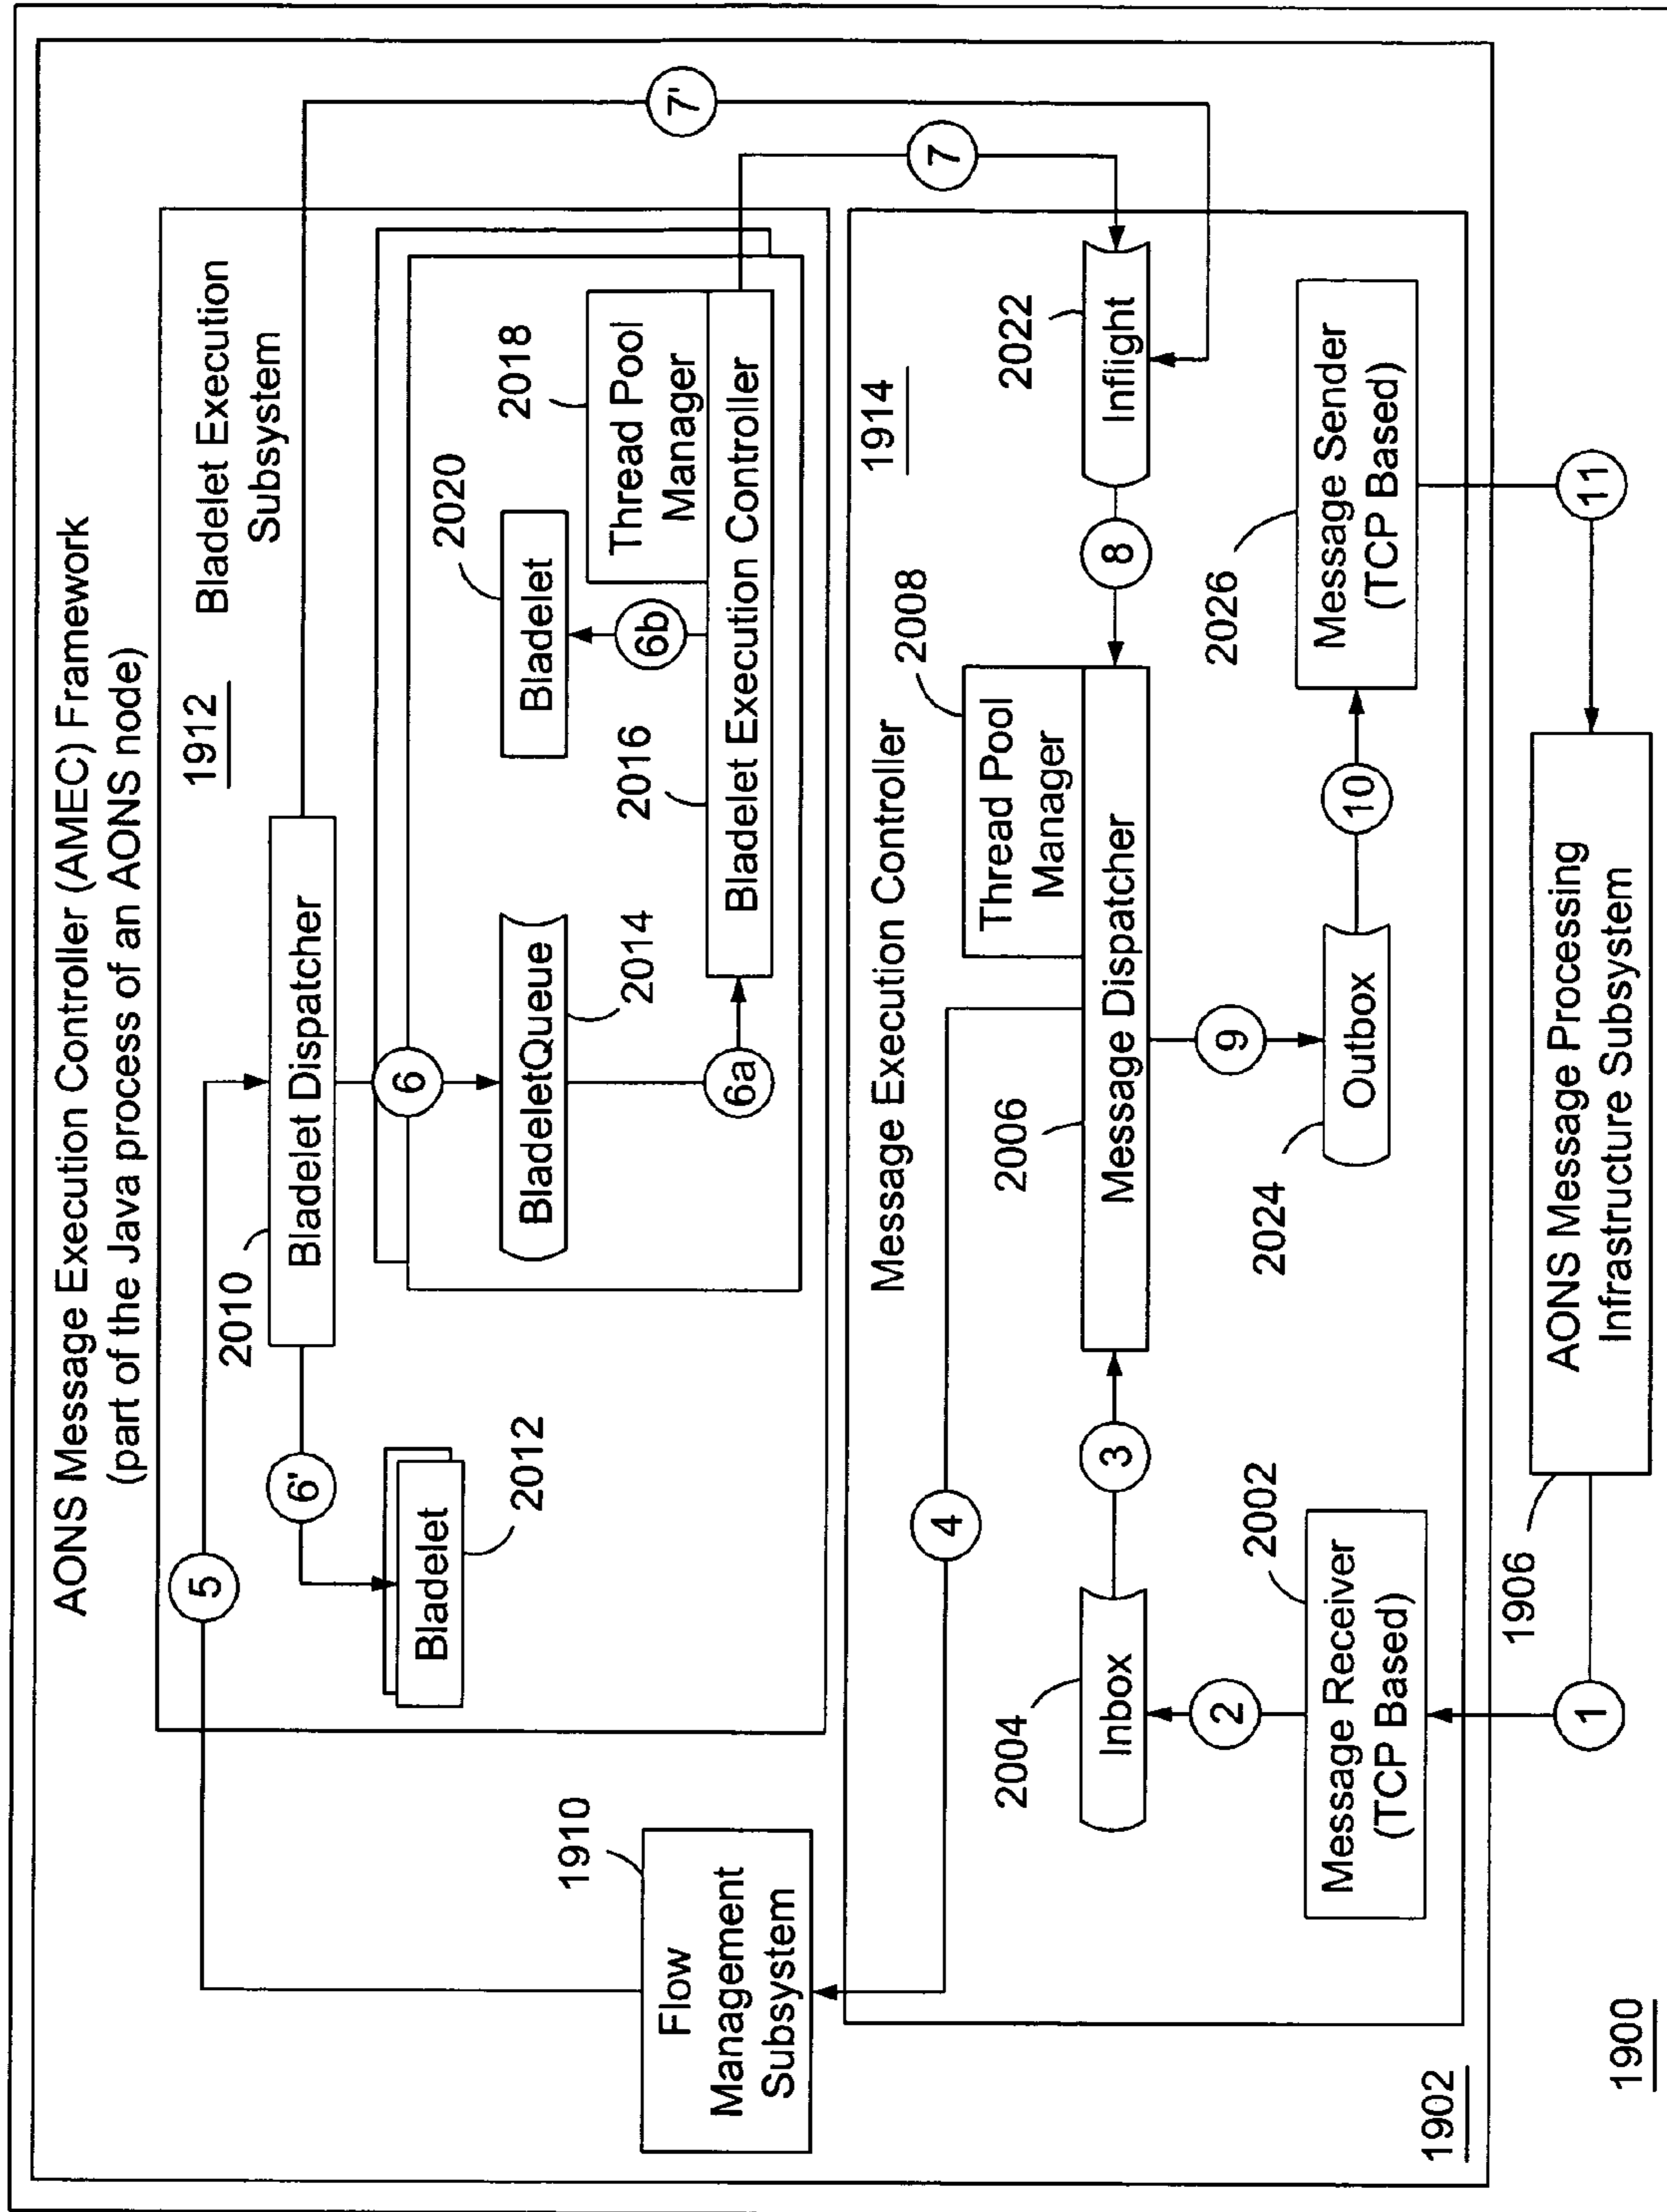 AONS Message Execution Controller (AMEC) Framework
(part of the Java process of an AONS node)
5
2010
Bladelet Dispatcher
1912
Bladelet Execution
Subsystem
6'
Bladelet
2012
6
BladeletQueue
2014
6a
2020
Bladelet
6b
2018
Thread Pool
Manager
2016
Bladelet Execution Controller
7'
7
1910
Flow
Management
Subsystem
4
Message Execution Controller
1914
2008
Thread Pool
Manager
2006
Message Dispatcher
2004
Inbox
3
8
2022
Inflight
2
9
2002
Message Receiver
(TCP Based)
2024
Outbox
10
2026
Message Sender
(TCP Based)
1902
1
1906
AONS Message Processing
Infrastructure Subsystem
11
1900